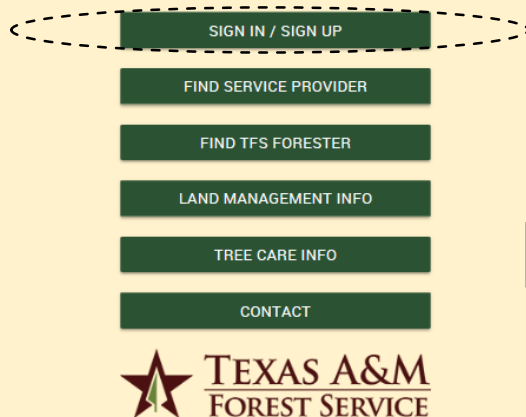 SIGN IN / SIGN UP
FIND SERVICE PROVIDER
FIND TFS FORESTER
LAND MANAGEMENT INFO
TREE CARE INFO
CONTACT
TEXAS A&M
FOREST SERVICE